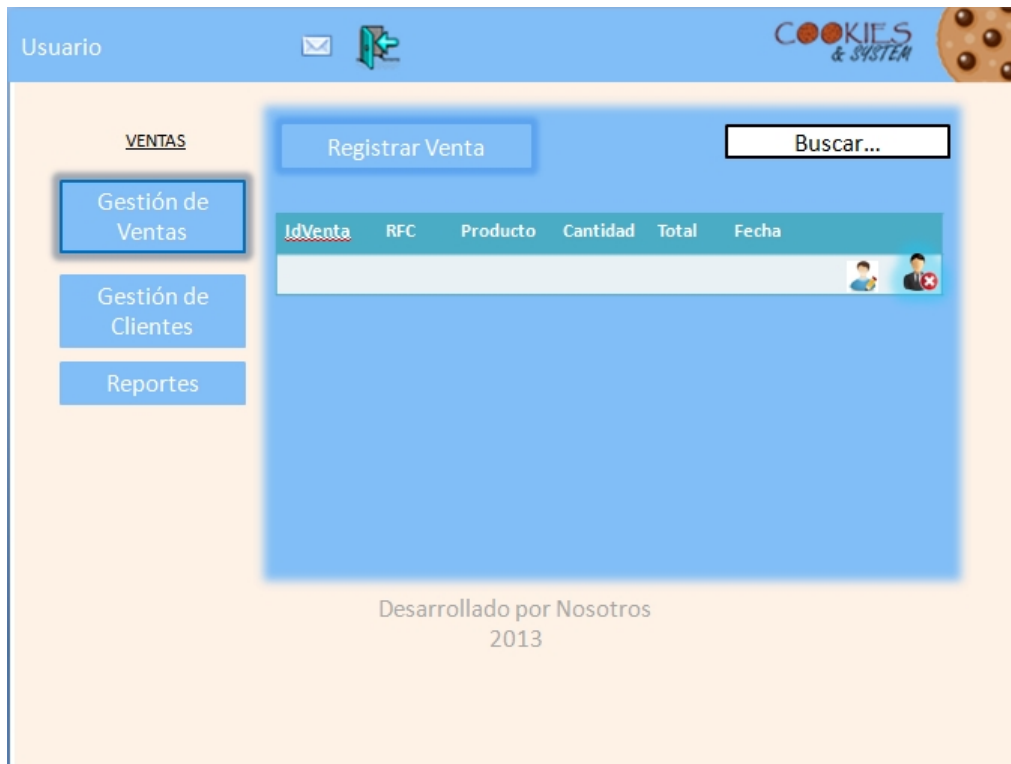 Usuario
COOKIES
& SYSTEM
VENTAS
Gestión de
Ventas
Gestión de
Clientes
Reportes
Registrar Venta
Buscar...
IdVenta RFC Producto Cantidad Total Fecha
Desarrollado por Nosotros
2013